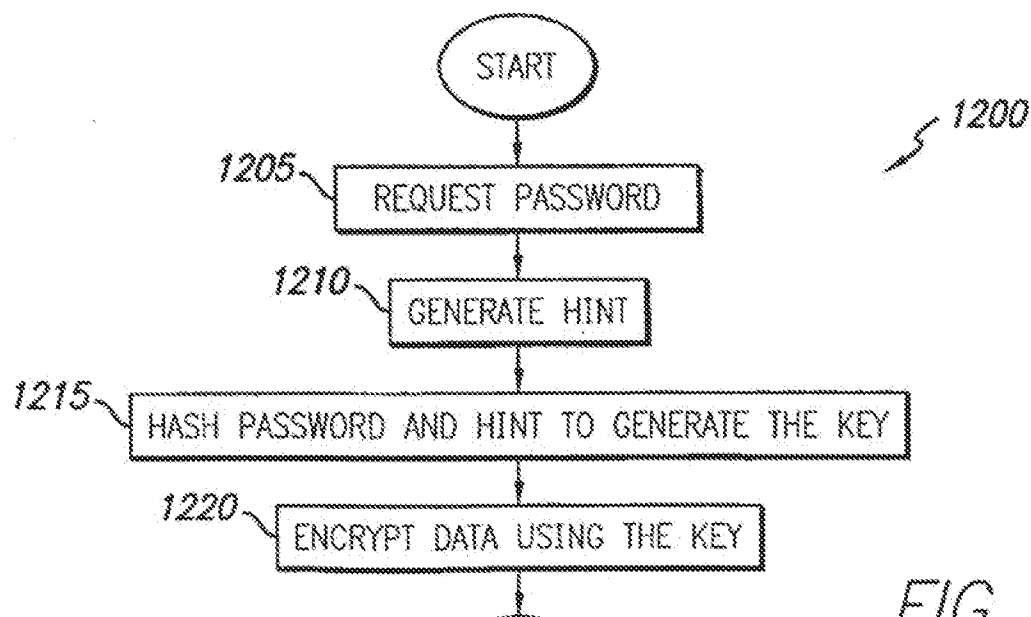 START
1200
1205
REQUEST PASSWORD
1210
GENERATE HINT
1215
HASH PASSWORD AND HINT TO GENERATE THE KEY
1220
ENCRYPT DATA USING THE KEY
FIG